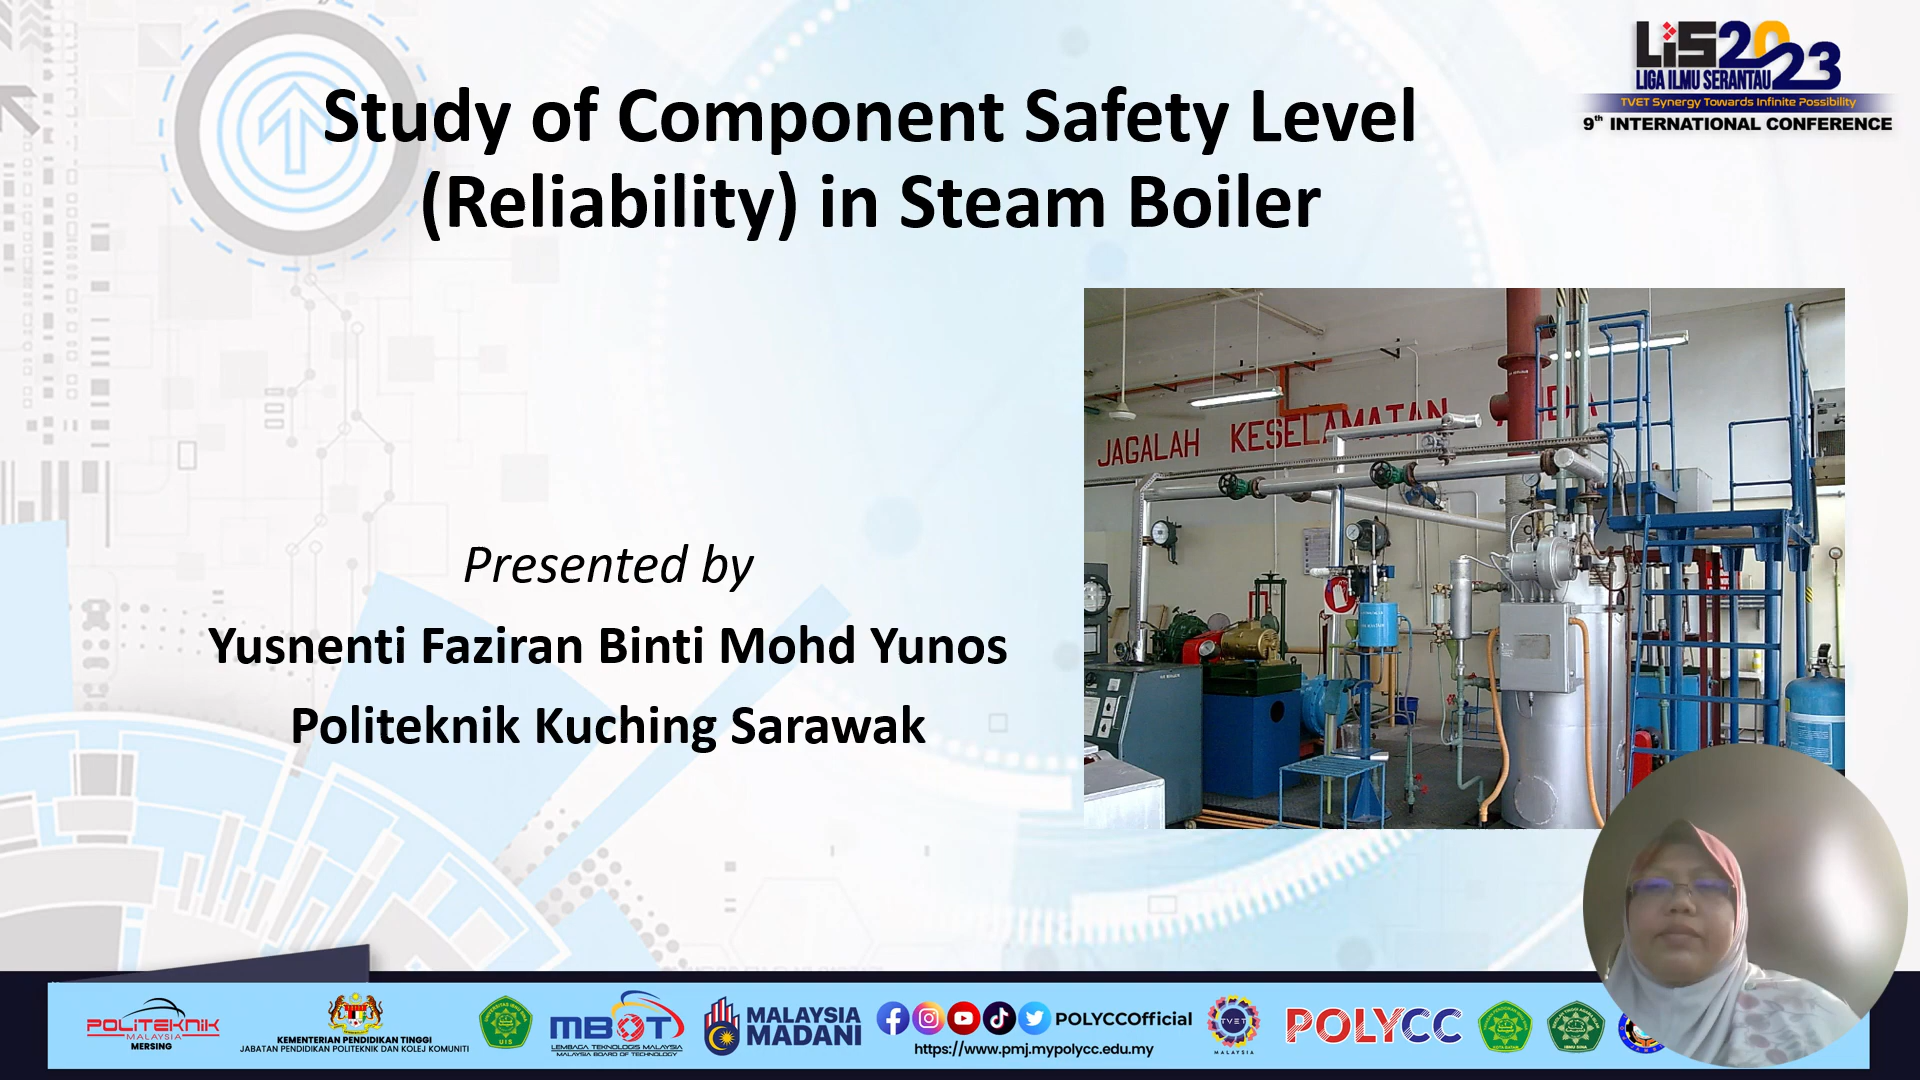 LIS2023
LIGA ILMU SERANTAU
TVET Synergy Towards Infinite Possibility
9th INTERNATIONAL CONFERENCE
Study of Component Safety Level
(Reliability) in Steam Boiler
JAGALAH KESELAMATAN
Presented by
Yusnenti Faziran Binti Mohd Yunos
Politeknik Kuching Sarawak
POLITEKNIK
MALAYSIA
MERSING
KEMENTERIAN PENDIDIKAN TINGGI
JABATAN PENDIDIKAN POLITEKNIK DAN KOLEJ KOMUNITI
UIS
MBOT
LEMBAGA TEKNOLOGIS MALAYSIA
MALAYSIA BOARD OF TECHNOLOGY
MALAYSIA
MADANI
POLYCCOfficial
https://www.pmj.mypolycc.edu.my
TVET
MALAYSIA
POLYCC